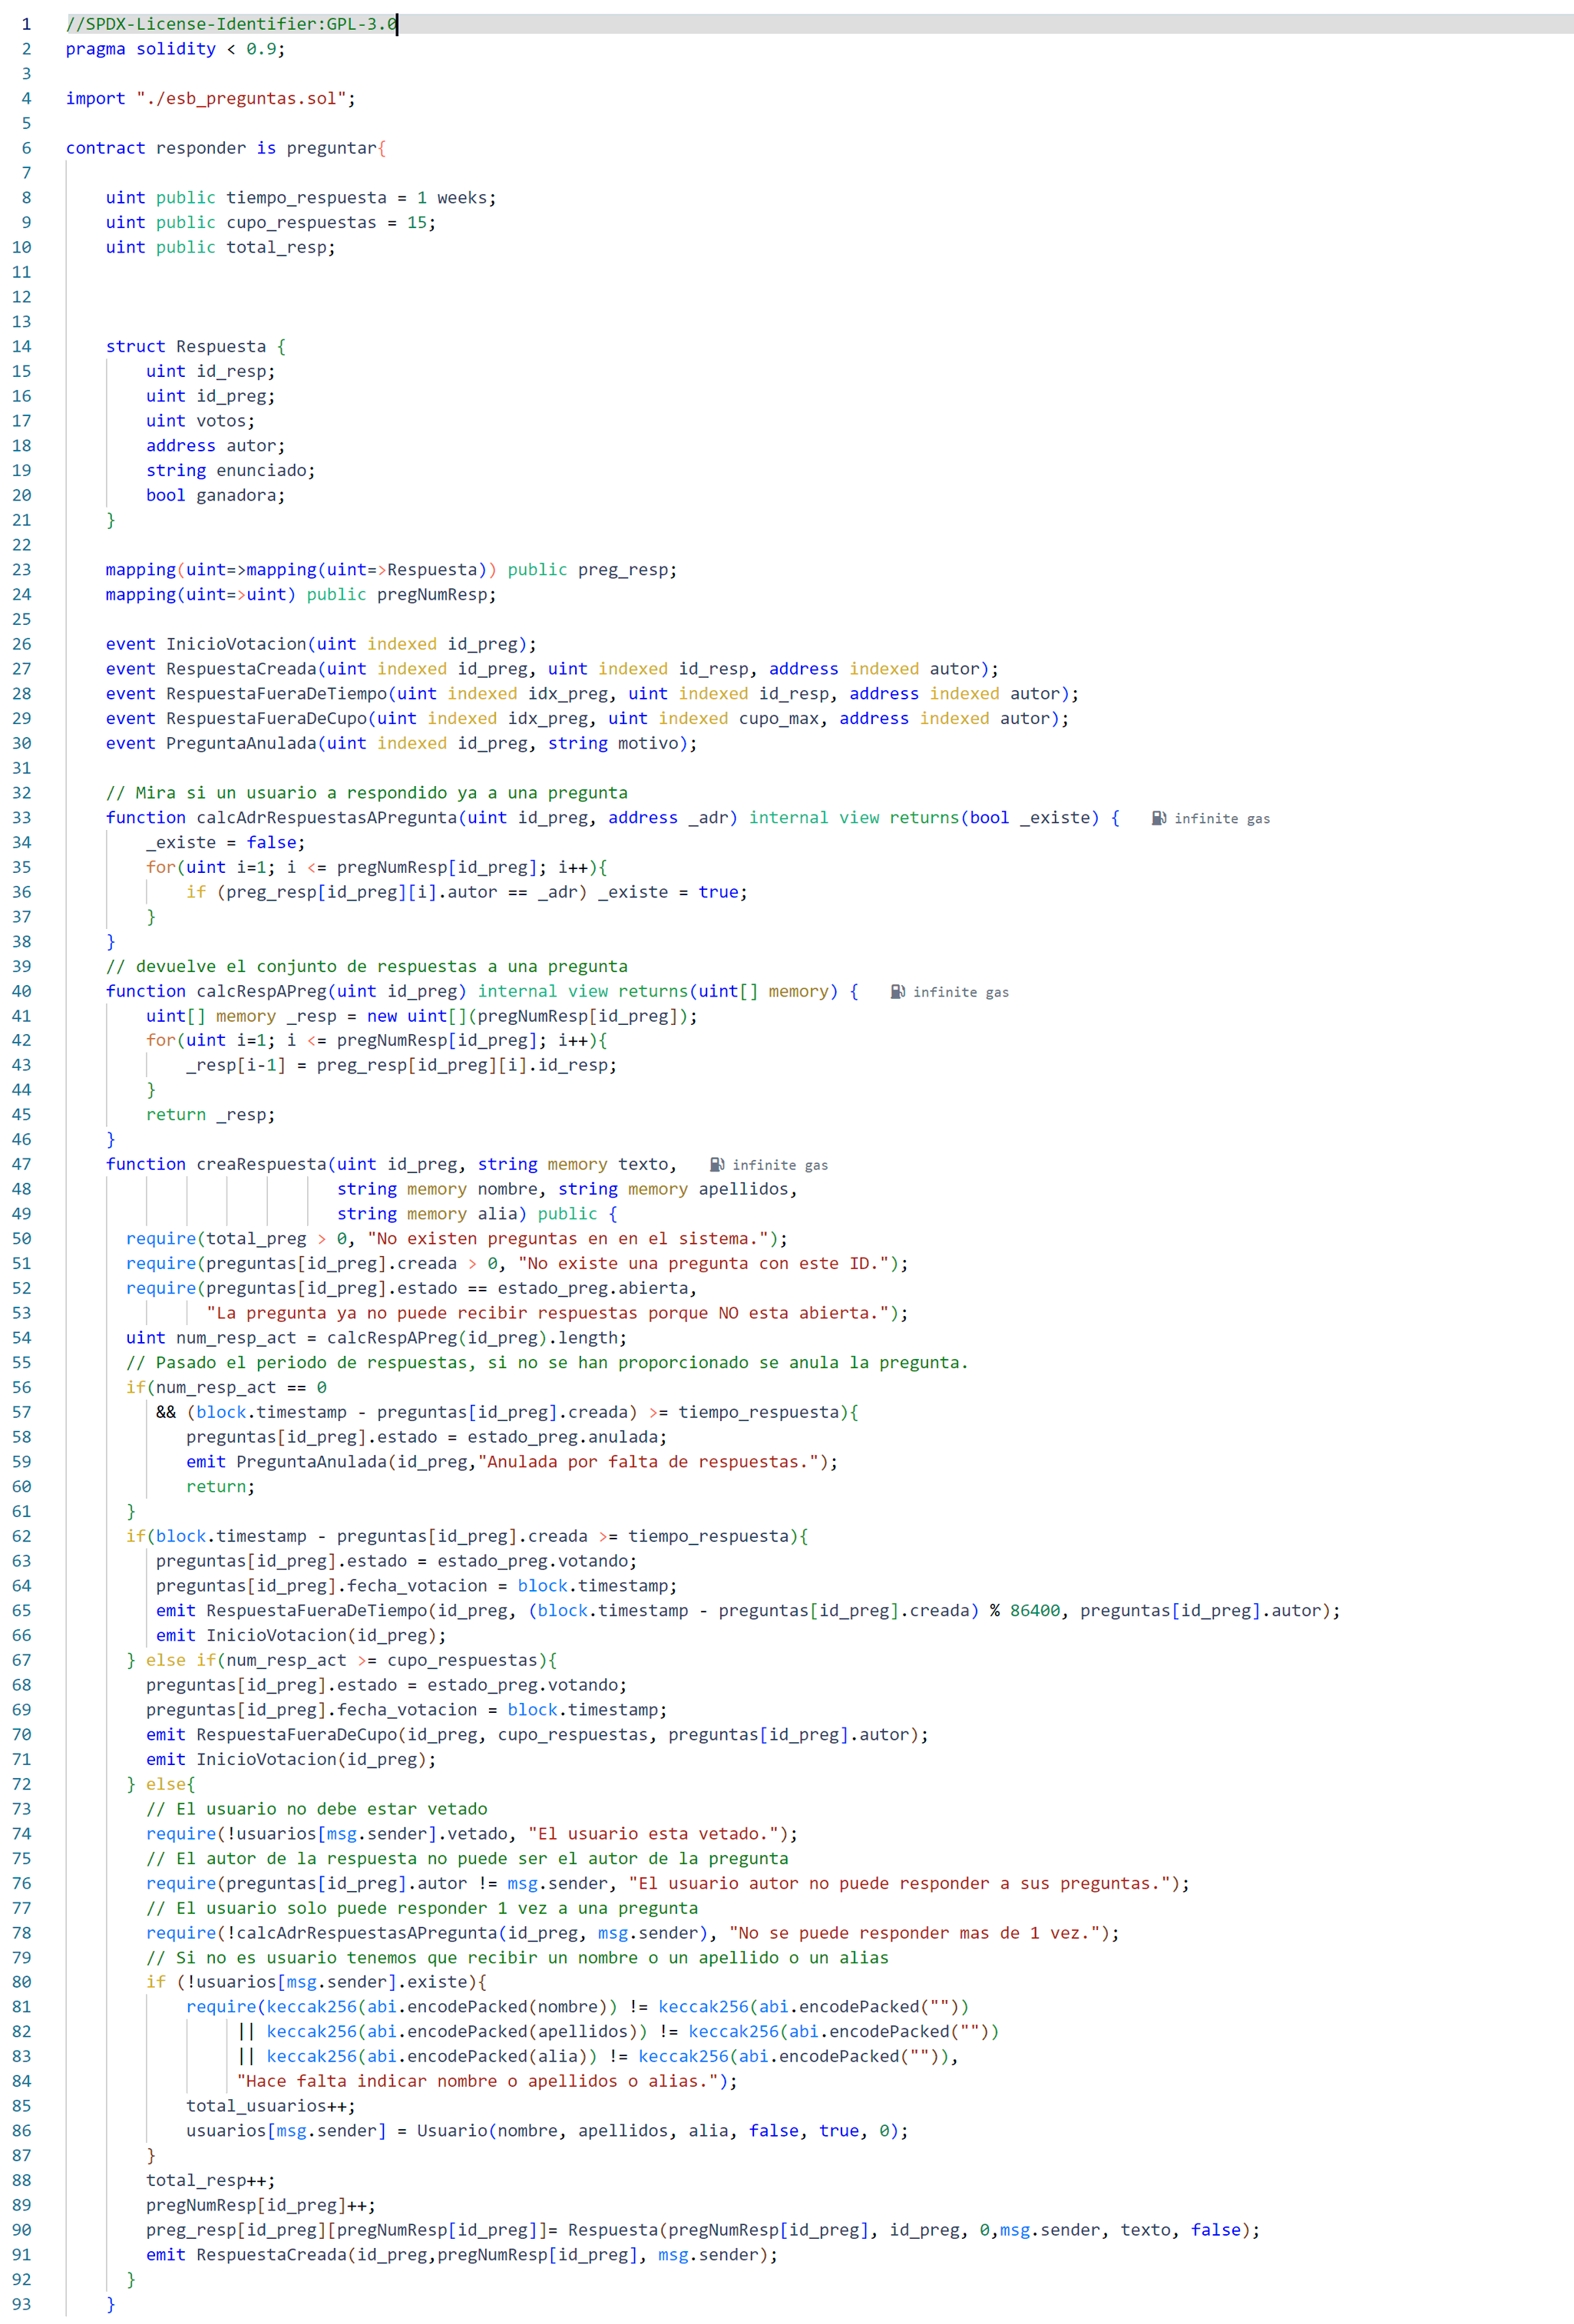 1 //SPDX-License-Identifier:GPL-3.0
2 pragma solidity < 0.9;
3
4 import "./esb_preguntas.sol";
5
6 contract responder is preguntar{
7
8 uint public tiempo_respuesta = 1 weeks;
9 uint public cupo_respuestas = 15;
10 uint public total_resp;
11
12
13
14 struct Respuesta {
15 uint id_resp;
16 uint id_preg;
17 uint votos;
18 address autor;
19 string enunciado;
20 bool ganadora;
21 }
22
23 mapping(uint=>mapping(uint=>Respuesta)) public preg_resp;
24 mapping(uint=>uint) public pregNumResp;
25
26 event InicioVotacion(uint indexed id_preg);
27 event RespuestaCreada(uint indexed id_preg, uint indexed id_resp, address indexed autor);
28 event RespuestaFueraDeTiempo(uint indexed idx_preg, uint indexed id_resp, address indexed autor);
29 event RespuestaFueraDeCupo(uint indexed idx_preg, uint indexed cupo_max, address indexed autor);
30 event PreguntaAnulada(uint indexed id_preg, string motivo);
31
32 // Mira si un usuario a respondido ya a una pregunta
33 function calcAdrRespuestasAPregunta(uint id_preg, address _adr) internal view returns(bool _existe) { infinite gas
34 _existe = false;
35 for(uint i=1; i <= pregNumResp[id_preg]; i++){
36 if (preg_resp[id_preg][i].autor == _adr) _existe = true;
37 }
38 }
39 // devuelve el conjunto de respuestas a una pregunta
40 function calcRespAPreg(uint id_preg) internal view returns(uint[] memory) { infinite gas
41 uint[] memory _resp = new uint[](pregNumResp[id_preg]);
42 for(uint i=1; i <= pregNumResp[id_preg]; i++){
43 _resp[i-1] = preg_resp[id_preg][i].id_resp;
44 }
45 return _resp;
46 }
47 function creaRespuesta(uint id_preg, string memory texto, infinite gas
48 string memory nombre, string memory apellidos,
49 string memory alia) public {
50 require(total_preg > 0, "No existen preguntas en en el sistema.");
51 require(preguntas[id_preg].creada > 0, "No existe una pregunta con este ID.");
52 require(preguntas[id_preg].estado == estado_preg.abierta,
53 "La pregunta ya no puede recibir respuestas porque NO esta abierta.");
54 uint num_resp_act = calcRespAPreg(id_preg).length;
55 // Pasado el periodo de respuestas, si no se han proporcionado se anula la pregunta.
56 if(num_resp_act == 0
57 && (block.timestamp - preguntas[id_preg].creada) >= tiempo_respuesta){
58 preguntas[id_preg].estado = estado_preg.anulada;
59 emit PreguntaAnulada(id_preg,"Anulada por falta de respuestas.");
60 return;
61 }
62 if(block.timestamp - preguntas[id_preg].creada >= tiempo_respuesta){
63 preguntas[id_preg].estado = estado_preg.votando;
64 preguntas[id_preg].fecha_votacion = block.timestamp;
65 emit RespuestaFueraDeTiempo(id_preg, (block.timestamp - preguntas[id_preg].creada) % 86400, preguntas[id_preg].autor);
66 emit InicioVotacion(id_preg);
67 } else if(num_resp_act >= cupo_respuestas){
68 preguntas[id_preg].estado = estado_preg.votando;
69 preguntas[id_preg].fecha_votacion = block.timestamp;
70 emit RespuestaFueraDeCupo(id_preg, cupo_respuestas, preguntas[id_preg].autor);
71 emit InicioVotacion(id_preg);
72 } else{
73 // El usuario no debe estar vetado
74 require(!usuarios[msg.sender].vetado, "El usuario esta vetado.");
75 // El autor de la respuesta no puede ser el autor de la pregunta
76 require(preguntas[id_preg].autor != msg.sender, "El usuario autor no puede responder a sus preguntas.");
77 // El usuario solo puede responder 1 vez a una pregunta
78 require(!calcAdrRespuestasAPregunta(id_preg, msg.sender), "No se puede responder mas de 1 vez.");
79 // Si no es usuario tenemos que recibir un nombre o un apellido o un alias
80 if (!usuarios[msg.sender].existe){
81 require(keccak256(abi.encodePacked(nombre)) != keccak256(abi.encodePacked(""))
82 || keccak256(abi.encodePacked(apellidos)) != keccak256(abi.encodePacked(""))
83 || keccak256(abi.encodePacked(alia)) != keccak256(abi.encodePacked("")),
84 "Hace falta indicar nombre o apellidos o alias.");
85 total_usuarios++;
86 usuarios[msg.sender] = Usuario(nombre, apellidos, alia, false, true, 0);
87 }
88 total_resp++;
89 pregNumResp[id_preg]++;
90 preg_resp[id_preg][pregNumResp[id_preg]]= Respuesta(pregNumResp[id_preg], id_preg, 0,msg.sender, texto, false);
91 emit RespuestaCreada(id_preg,pregNumResp[id_preg], msg.sender);
92 }
93 }